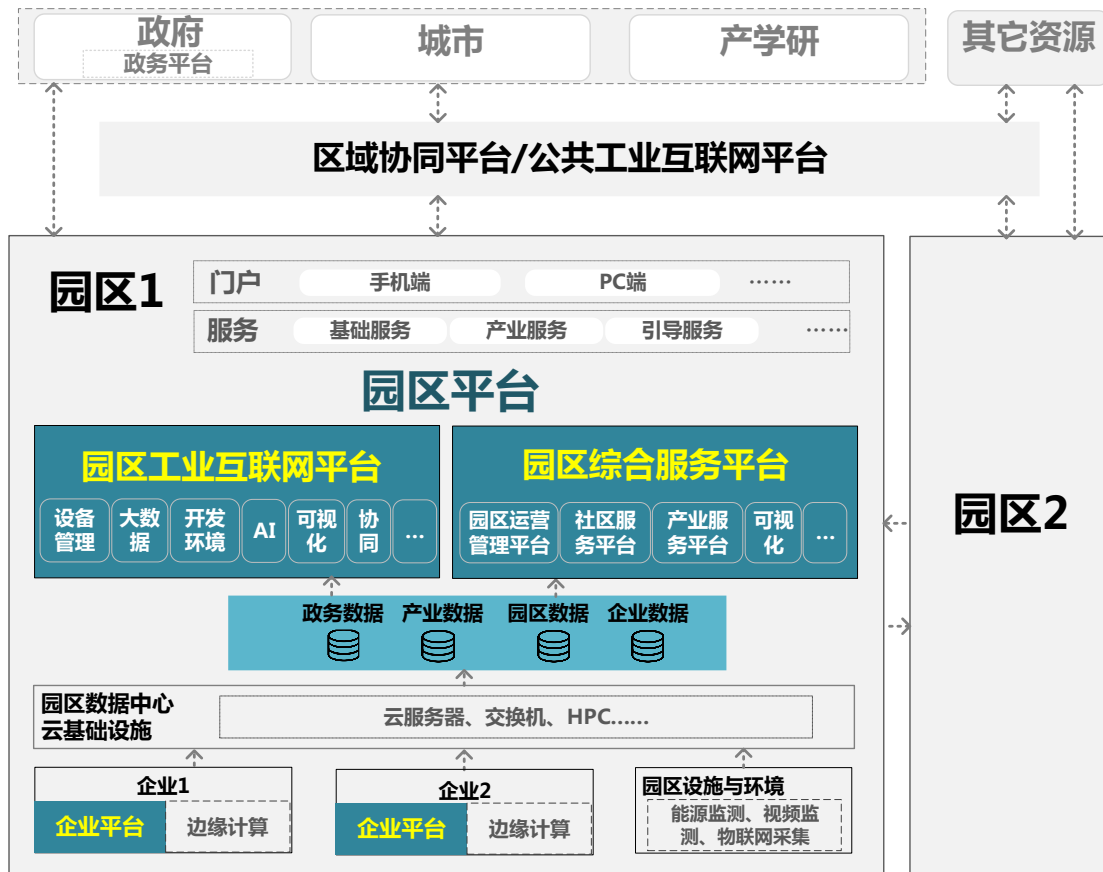 政府
政务平台
城市
产学研
其它资源
区域协同平台/公共工业互联网平台
园区1
门户
手机端
PC端
……
服务
基础服务
产业服务
引导服务
……
园区平台
园区工业互联网平台
设备
管理
大数
据
开发
环境
AI
可视
化
协
同
…
园区综合服务平台
园区运营
管理平台
社区服
务平台
产业服
务平台
可视
化
…
园区2
政务数据
产业数据
园区数据
企业数据
园区数据中心
云基础设施
云服务器、交换机、HPC……
企业1
企业平台
边缘计算
企业2
企业平台
边缘计算
园区设施与环境
能源监测、视频监
测、物联网采集